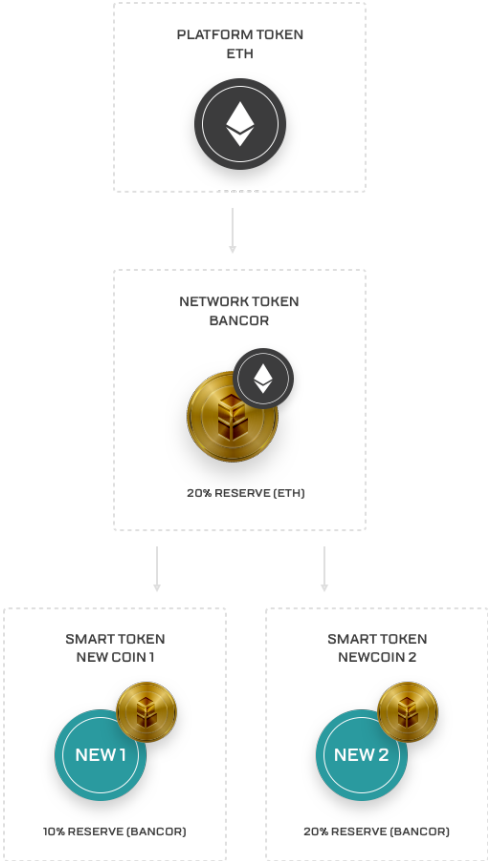 PLATFORM TOKEN
ETH
NETWORK TOKEN
BANCOR
20% RESERVE (ETH)
SMART TOKEN
NEW COIN 1
NEW 1
10% RESERVE (BANCOR)
SMART TOKEN
NEWCOIN 2
NEW 2
20% RESERVE (BANCOR)